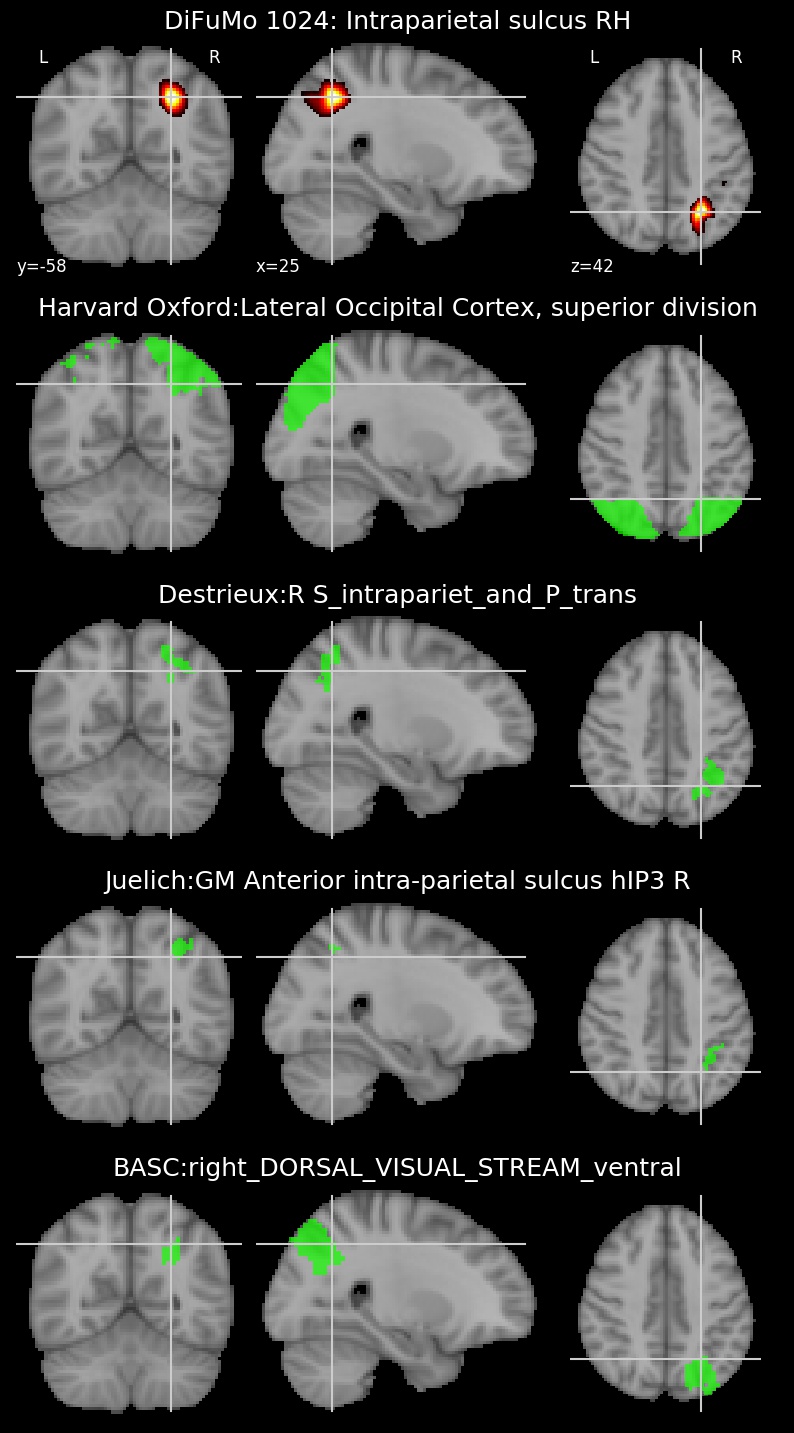 DiFuMo 1024: Intraparietal sulcus RH
L R L R
y=-58 x=25 z=42
Harvard Oxford:Lateral Occipital Cortex, superior division
Destrieux:R S_intrapariet_and_P_trans
Juelich:GM Anterior intra-parietal sulcus hIP3 R
BASC:right_DORSAL_VISUAL_STREAM_ventral